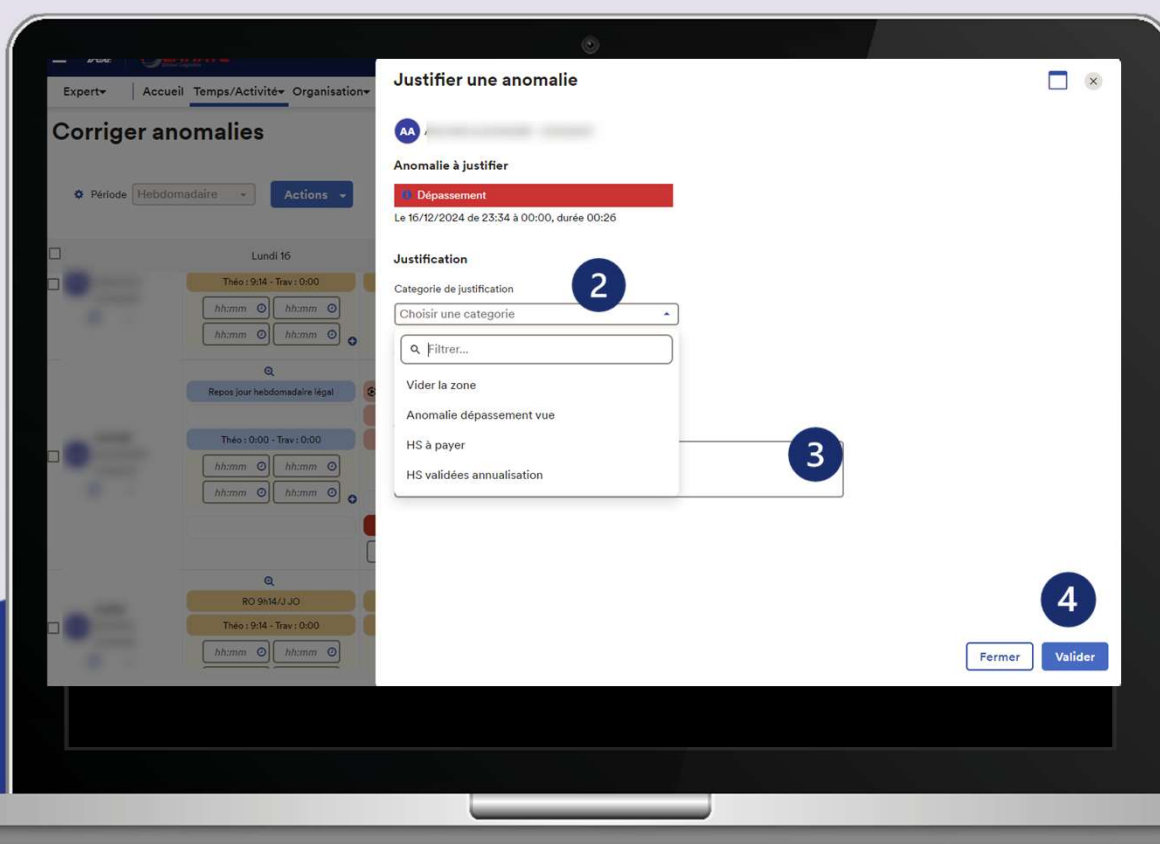 Justifier une anomalie
Expert Accueil Temps/Activité Organisation
Corriger anomalies
AA
Anomalie à justifier
Période Hebdomadaire Actions
Dépassement
Le 16/12/2024 de 23:34 à 00:00, durée 00:26
Lundi 16
Justification
Théo : 9:14 - Trav : 0:00
Categorie de justification
2
hh:mm hh:mm
Choisir une categorie
hh:mm hh:mm
Filtrer...
Repos jour hebdomadaire légal
Vider la zone
Anomalie dépassement vue
Théo : 0:00 - Trav : 0:00
HS à payer
3
hh:mm hh:mm
HS validées annualisation
hh:mm hh:mm
RO 9h14/J JO
4
Théo : 9:14 - Trav : 0:00
hh:mm hh:mm
Fermer Valider